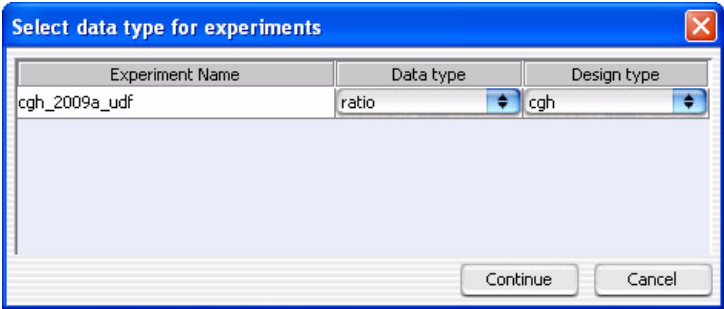 Select data type for experiments
Experiment Name Data type Design type
cgh_2009a_udf ratio cgh
Continue Cancel